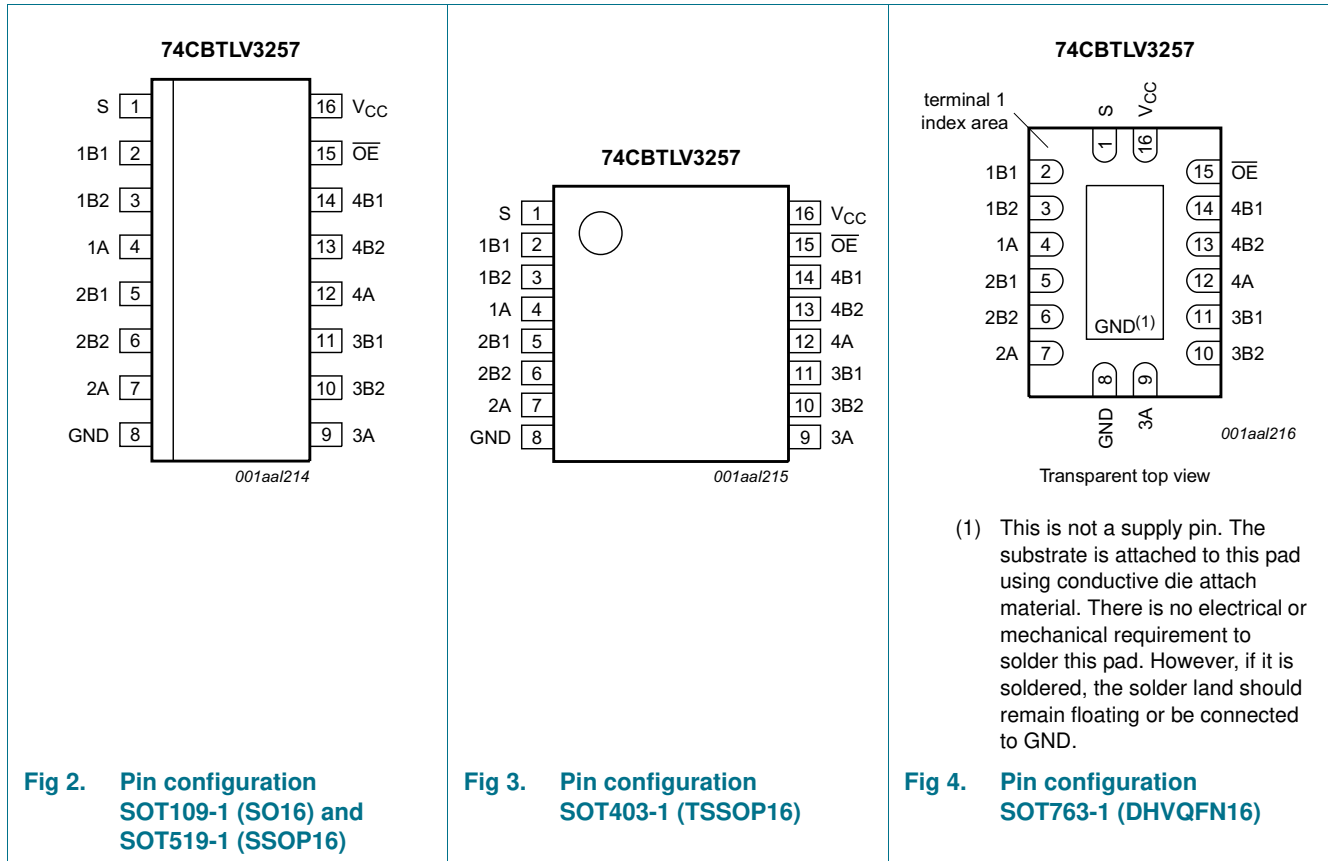 74CBTLV3257
S 1
16 VCC
1B1 2
15 OE
1B2 3
14 4B1
1A 4
13 4B2
2B1 5
12 4A
2B2 6
11 3B1
2A 7
10 3B2
GND 8
9 3A
001aal214
Fig 2. Pin configuration
SOT109-1 (SO16) and
SOT519-1 (SSOP16)
74CBTLV3257
S 1
16 VCC
1B1 2
15 OE
1B2 3
14 4B1
1A 4
13 4B2
2B1 5
12 4A
2B2 6
11 3B1
2A 7
10 3B2
GND 8
9 3A
001aal215
Fig 3. Pin configuration
SOT403-1 (TSSOP16)
74CBTLV3257
terminal 1
index area
S
VCC
1
16
1B1 2
15 OE
1B2 3
14 4B1
1A 4
13 4B2
2B1 5
12 4A
2B2 6
11 3B1
GND(1)
2A 7
10 3B2
8
9
GND
3A
001aal216
Transparent top view
(1) This is not a supply pin. The
substrate is attached to this pad
using conductive die attach
material. There is no electrical or
mechanical requirement to
solder this pad. However, if it is
soldered, the solder land should
remain floating or be connected
to GND.
Fig 4. Pin configuration
SOT763-1 (DHVQFN16)